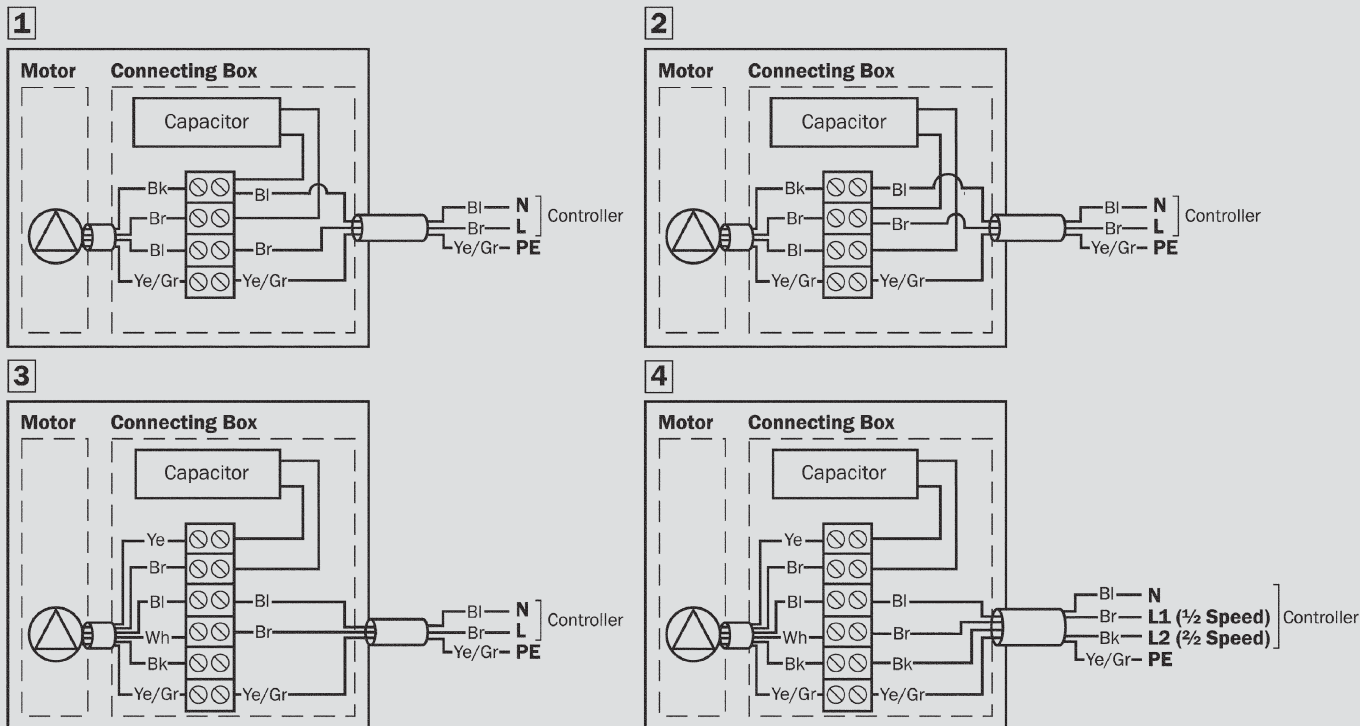 1
Motor Connecting Box
Capacitor
Bk
Bl
Br
Bl
Br
Ye/Gr
Ye/Gr
Bl N
Br L
Ye/Gr PE
Controller
2
Motor Connecting Box
Capacitor
Bk
Bl
Br
Br
Bl
Ye/Gr
Ye/Gr
Bl N
Br L
Ye/Gr PE
Controller
3
Motor Connecting Box
Capacitor
Ye
Br
Bl
Bl
Wh
Br
Bk
Ye/Gr
Ye/Gr
Bl N
Br L
Ye/Gr PE
Controller
4
Motor Connecting Box
Capacitor
Ye
Br
Bl
Bl
Wh
Br
Bk
Bk
Ye/Gr
Ye/Gr
Bl N
Br L1 (½ Speed)
Bk L2 (2/2 Speed)
Ye/Gr PE
Controller